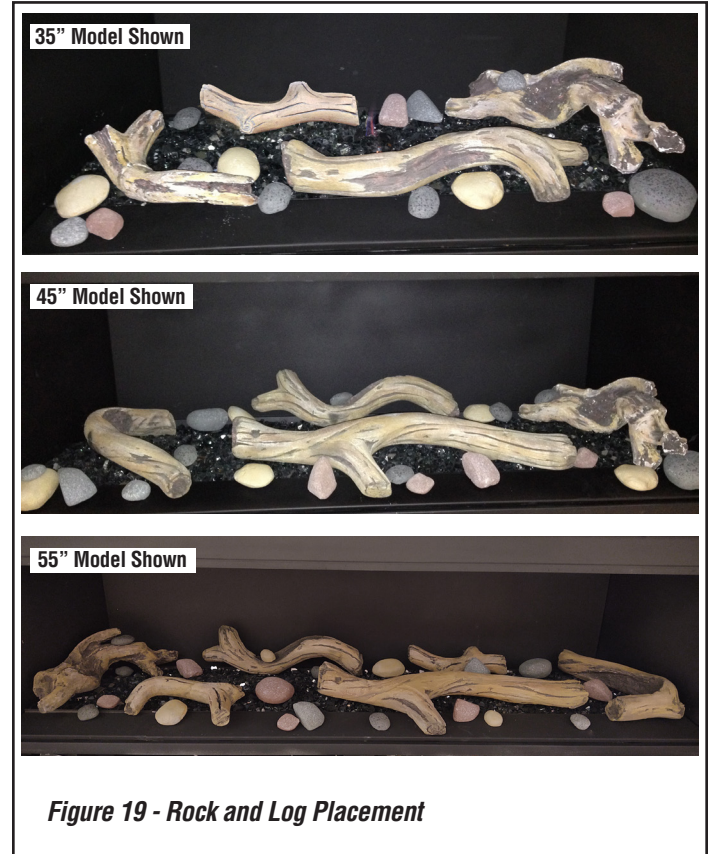 35” Model Shown
45” Model Shown
55” Model Shown
Figure 19 - Rock and Log Placement